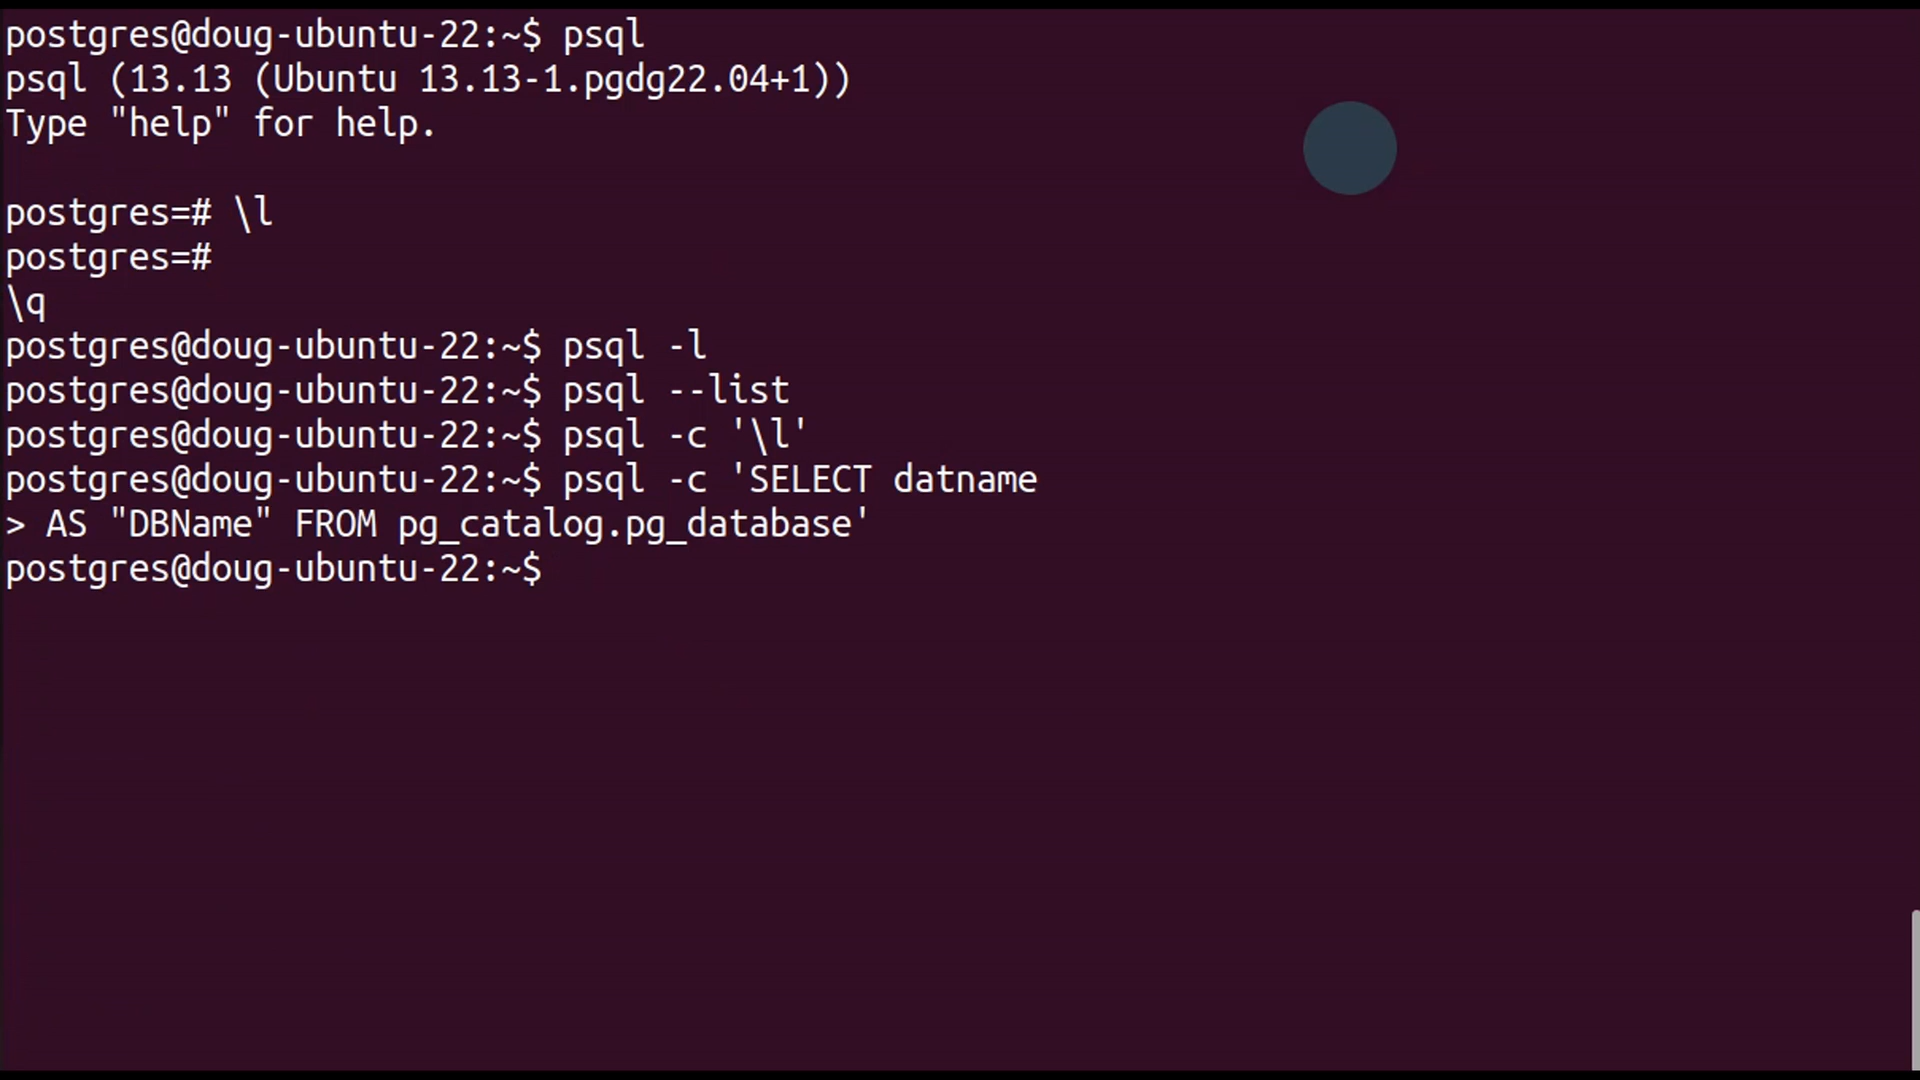 postgres@doug-ubuntu-22:~$ psql
psql (13.13 (Ubuntu 13.13-1.pgdg22.04+1))
Type "help" for help.
postgres=# \l
postgres=#
\q
postgres@doug-ubuntu-22:~$ psql -l
postgres@doug-ubuntu-22:~$ psql --list
postgres@doug-ubuntu-22:~$ psql -c '\l'
postgres@doug-ubuntu-22:~$ psql -c 'SELECT datname
> AS "DBName" FROM pg_catalog.pg_database'
postgres@doug-ubuntu-22:~$